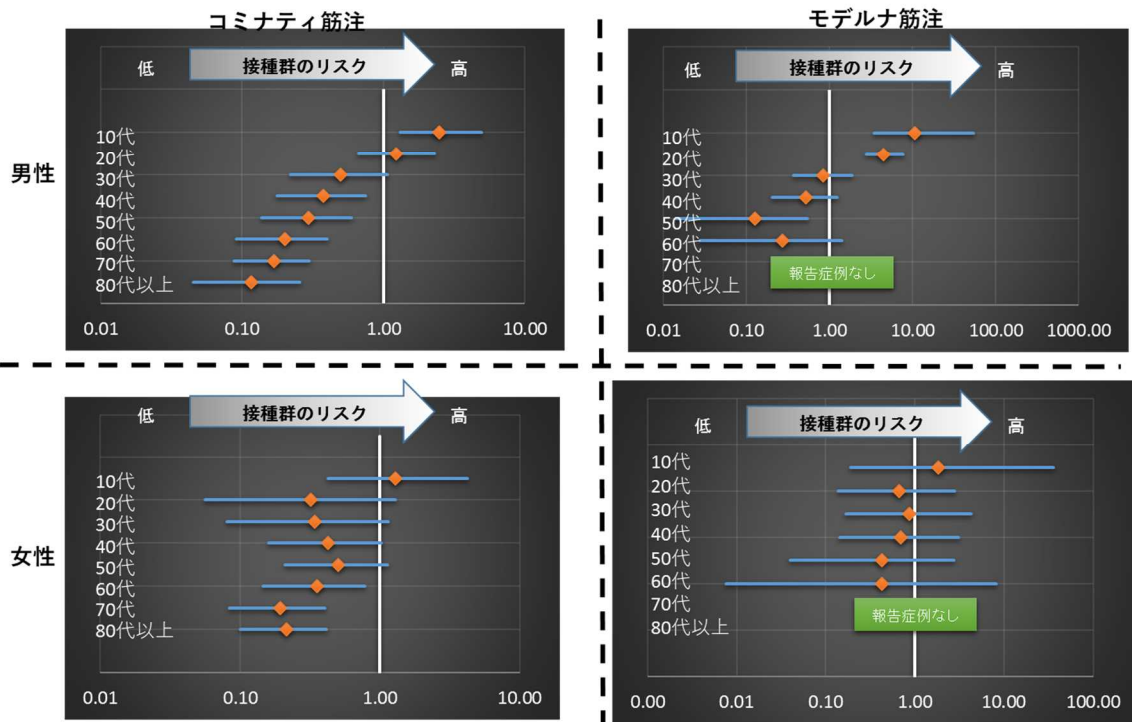 コミナティ筋注
モデルナ筋注
男性
低
接種群のリスク
高
10代
20代
30代
40代
50代
60代
70代
80代以上
0.01
0.10
1.00
10.00
低
接種群のリスク
高
10代
20代
30代
40代
50代
60代
70代
80代以上
報告症例なし
0.01
0.10
1.00
10.00
100.00
1000.00
女性
低
接種群のリスク
高
10代
20代
30代
40代
50代
60代
70代
80代以上
0.01
0.10
1.00
10.00
低
接種群のリスク
高
10代
20代
30代
40代
50代
60代
70代
80代以上
報告症例なし
0.00
0.01
0.10
1.00
10.00
100.00